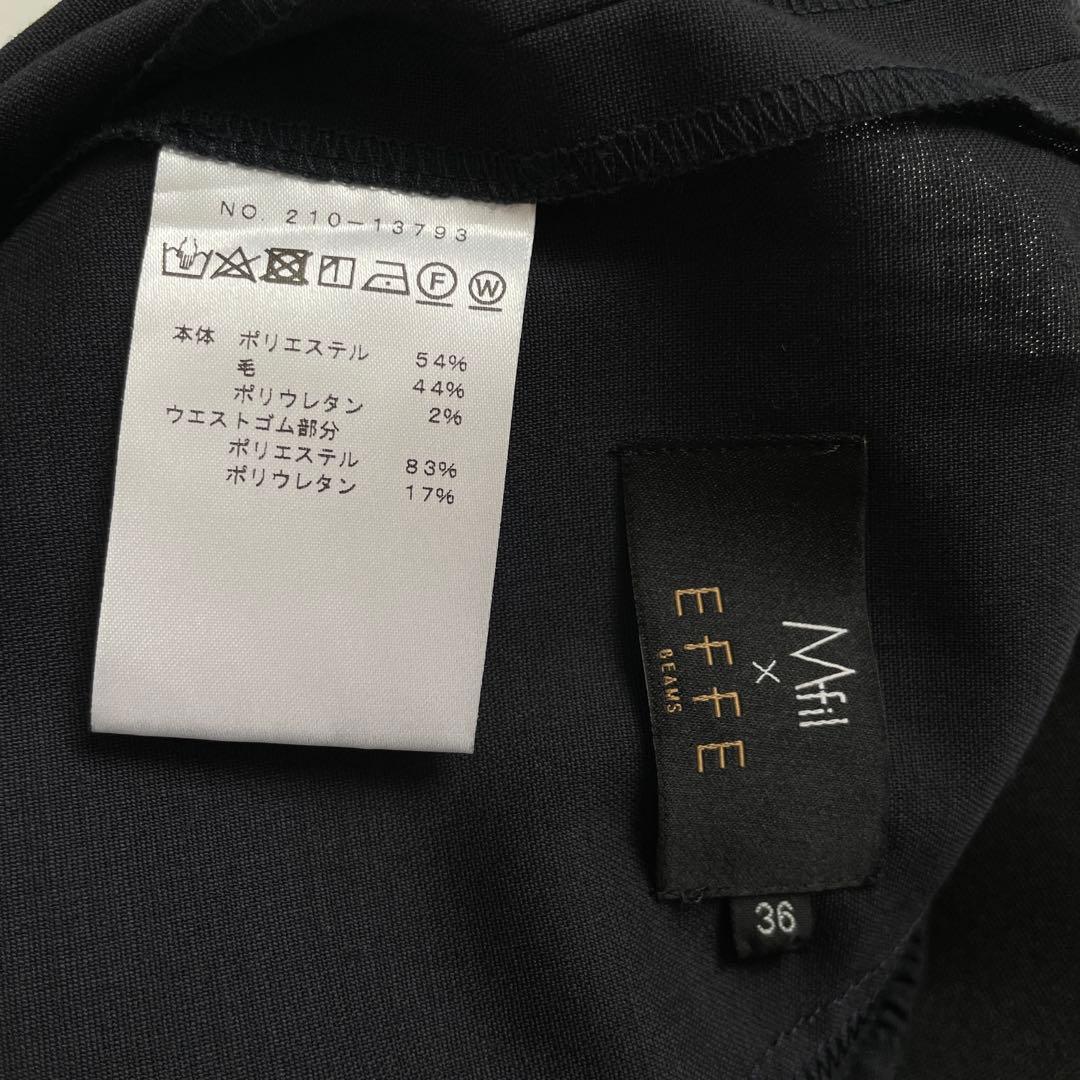 NO 210-13793
F W
本体 ポリエステル 54%
毛 44%
ポリウレタン 2%
ウエストゴム部分
ポリエステル 83%
ポリウレタン 17%
Mfil
×
EFFE
BEAMS
36